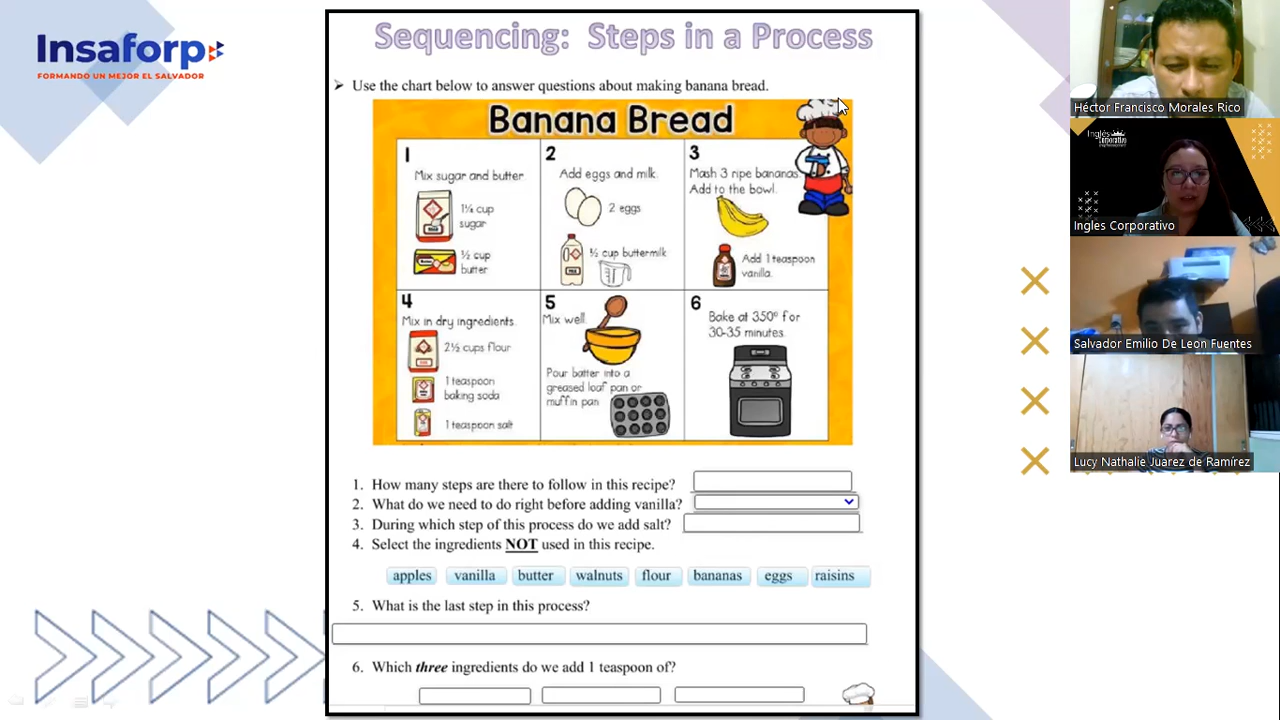 Insaforp
FORMANDO UN MEJOR EL SALVADOR
Sequencing: Steps in a Process
Use the chart below to answer questions about making banana bread.
Banana Bread
1
Mix sugar and butter.
1¼ cup
sugar
½ cup
butter
2
Add eggs and milk.
2 eggs
½ cup buttermilk
3
Mash 3 ripe bananas.
Add to the bowl.
Add 1 teaspoon
vanilla.
4
Mix in dry ingredients.
2½ cups flour
1 teaspoon
baking soda
1 teaspoon salt
5
Mix well.
Pour batter into a
greased loaf pan or
muffin pan
6
Bake at 350° for
30-35 minutes.
1. How many steps are there to follow in this recipe?
2. What do we need to do right before adding vanilla?
3. During which step of this process do we add salt?
4. Select the ingredients NOT used in this recipe.
apples vanilla butter walnuts flour bananas eggs raisins
5. What is the last step in this process?
6. Which three ingredients do we add 1 teaspoon of?
Héctor Francisco Morales Rico
Inglés
Corporativo
Ingles Corporativo
Salvador Emilio De Leon Fuentes
Lucy Nathalie Juarez de Ramírez